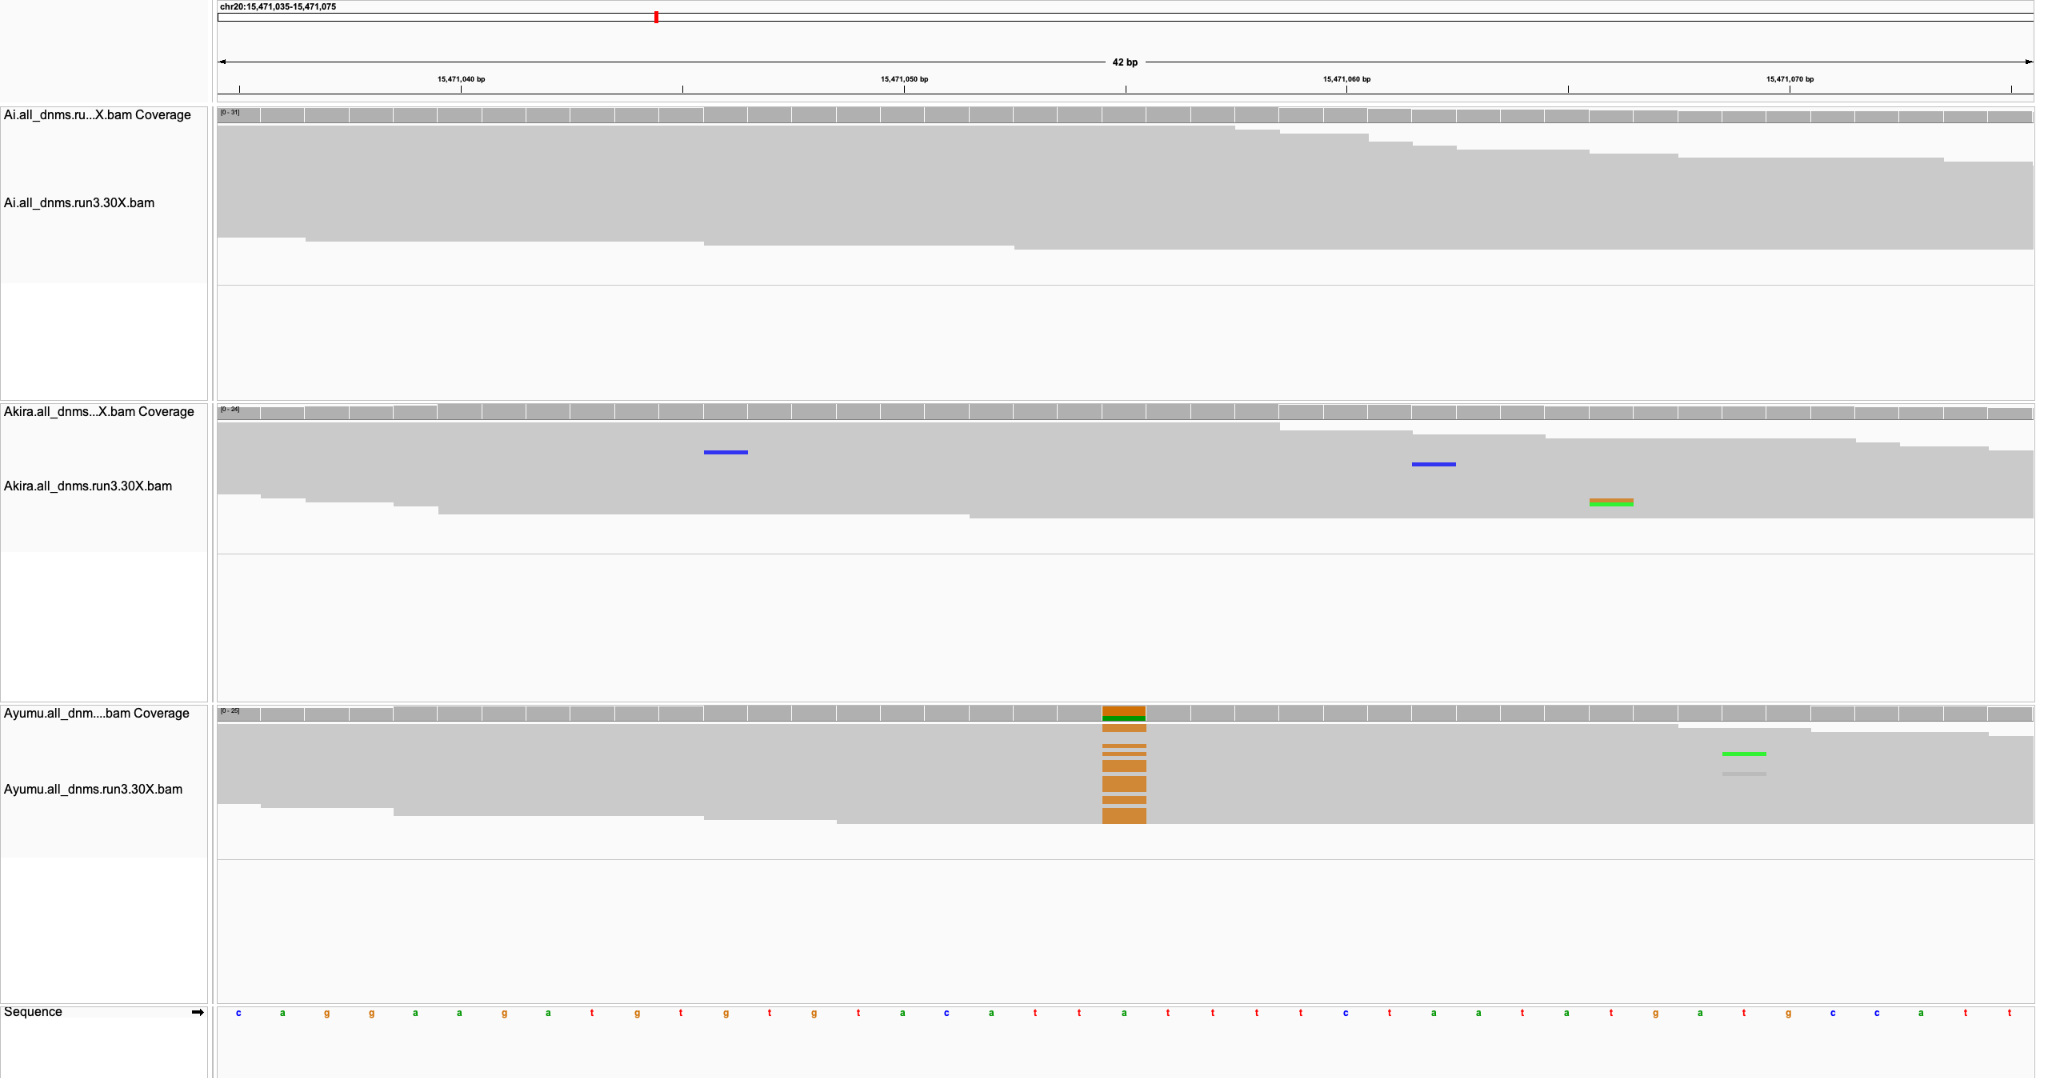 chr20:15,471,035-15,471,075
42 bp
15,471,040 bp 15,471,050 bp 15,471,060 bp 15,471,070 bp
Ai.all_dnms.ru...X.bam Coverage
[0 - 31]
Ai.all_dnms.run3.30X.bam
Akira.all_dnms...X.bam Coverage
[0 - 24]
Akira.all_dnms.run3.30X.bam
Ayumu.all_dnm....bam Coverage
[0 - 25]
Ayumu.all_dnms.run3.30X.bam
Sequence
c a g g a a g a t g t g t g t a c a t t a t t t t c t a a t a t g a t g c c a t t